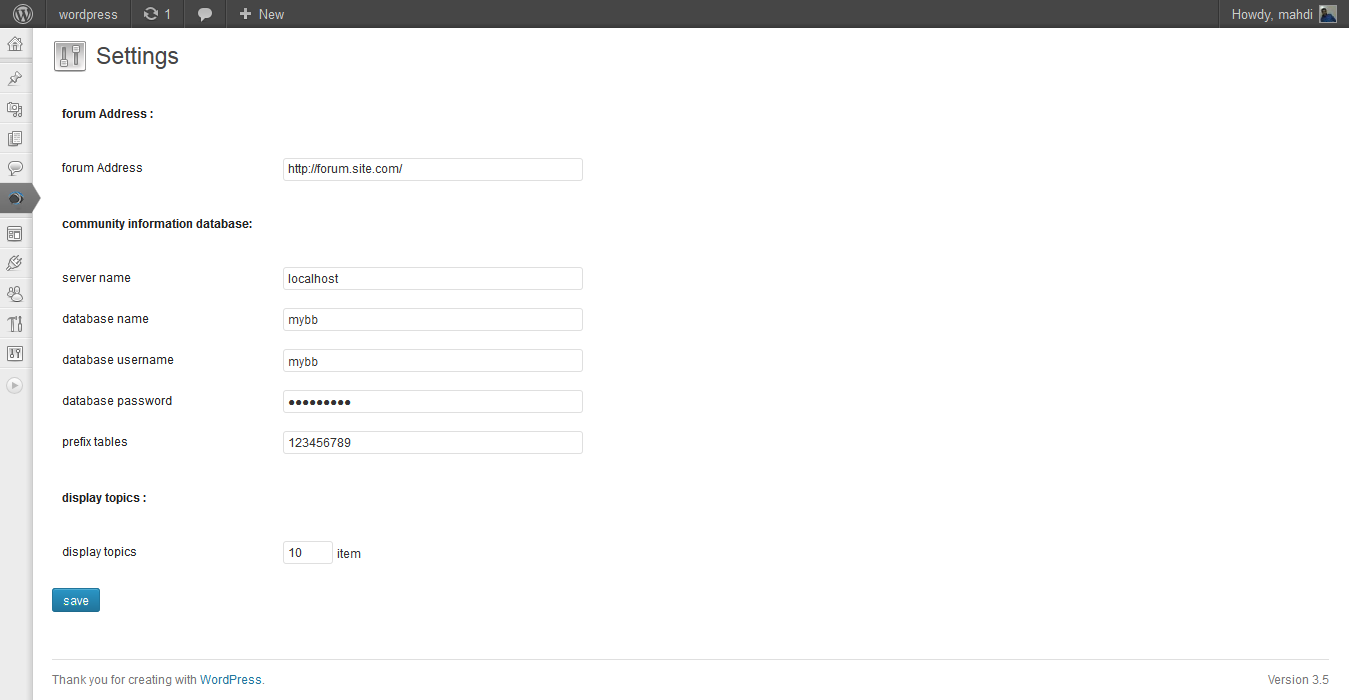 wordpress 1 New Howdy, mahdi
Settings
forum Address :
forum Address http://forum.site.com/
community information database:
server name localhost
database name mybb
database username mybb
database password ●●●●●●●●●
prefix tables 123456789
display topics :
display topics 10 item
save
Thank you for creating with WordPress. Version 3.5